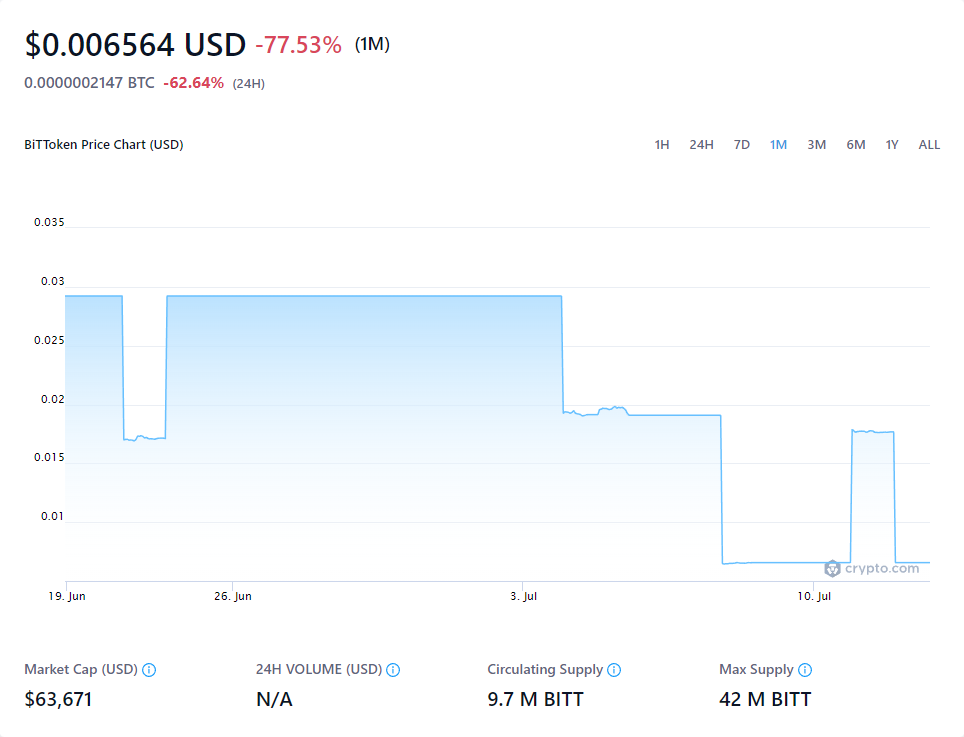 $0.006564 USD -77.53% (1M)
0.0000002147 BTC -62.64% (24H)
BiTToken Price Chart (USD) 1H 24H 7D 1M 3M 6M 1Y ALL
0.035
0.03
0.025
0.02
0.015
0.01
crypto.com
19. Jun 26. Jun 3. Jul 10. Jul
Market Cap (USD) 24H VOLUME (USD) Circulating Supply Max Supply
$63,671 N/A 9.7 M BITT 42 M BITT